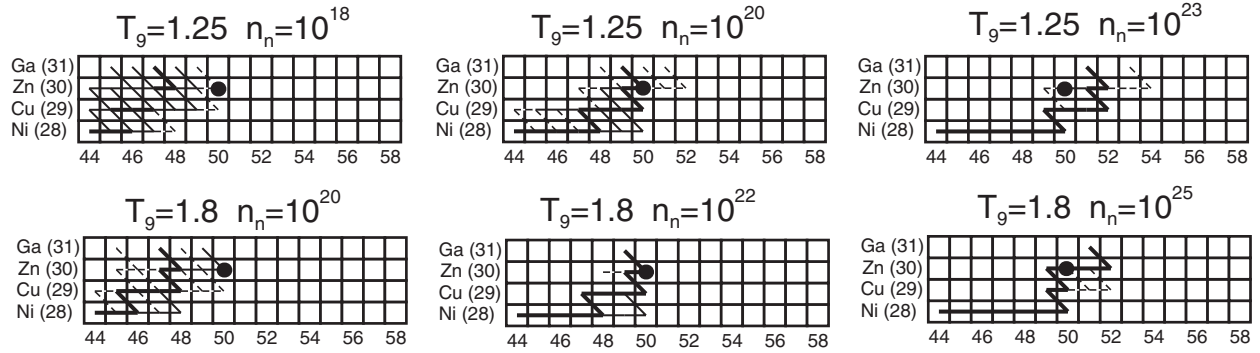 T9=1.25 nn=10^18
Ga (31)
Zn (30)
Cu (29)
Ni (28)
44 46 48 50 52 54 56 58
T9=1.25 nn=10^20
Ga (31)
Zn (30)
Cu (29)
Ni (28)
44 46 48 50 52 54 56 58
T9=1.25 nn=10^23
Ga (31)
Zn (30)
Cu (29)
Ni (28)
44 46 48 50 52 54 56 58
T9=1.8 nn=10^20
Ga (31)
Zn (30)
Cu (29)
Ni (28)
44 46 48 50 52 54 56 58
T9=1.8 nn=10^22
Ga (31)
Zn (30)
Cu (29)
Ni (28)
44 46 48 50 52 54 56 58
T9=1.8 nn=10^25
Ga (31)
Zn (30)
Cu (29)
Ni (28)
44 46 48 50 52 54 56 58